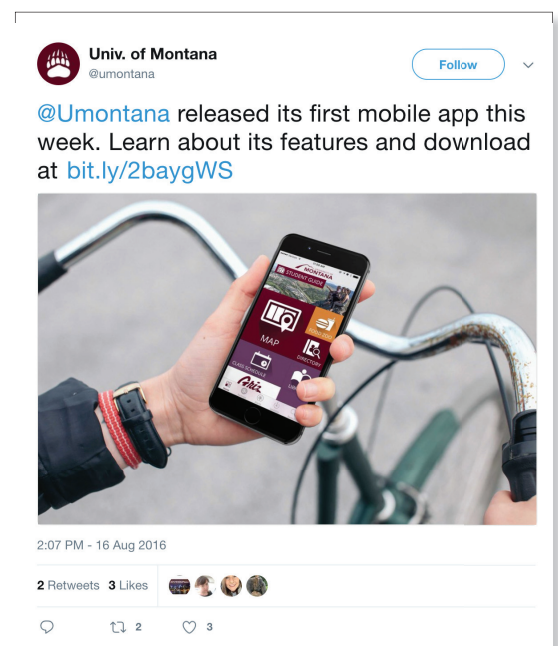 Univ. of Montana
@umontana
Follow
@Umontana released its first mobile app this
week. Learn about its features and download
at bit.ly/2baygWS
MONTANA
STUDENT GUIDE
MAP
DIRECTORY
CLASS SCHEDULE
Griz
2:07 PM - 16 Aug 2016
2 Retweets 3 Likes
2 3